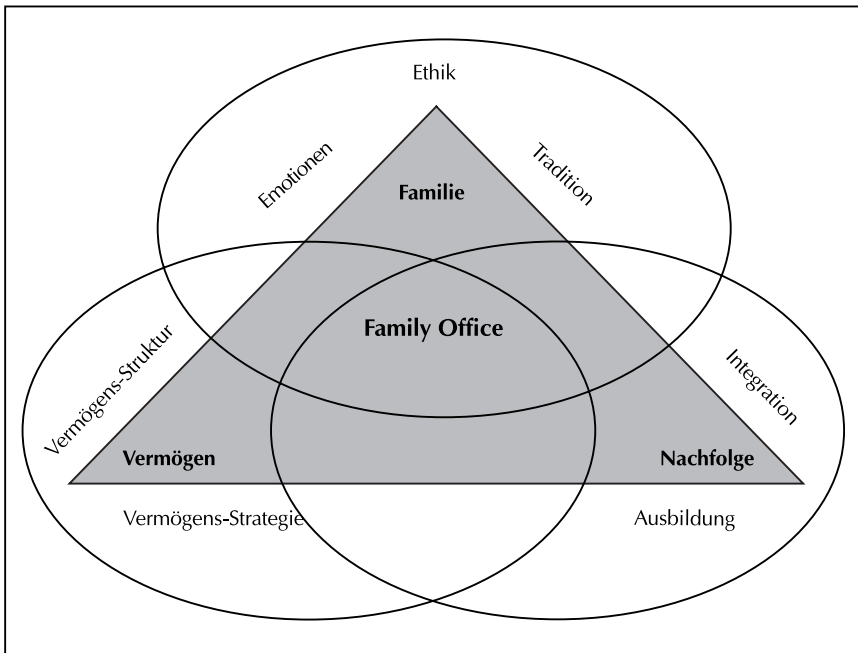 Ethik
Emotionen
Tradition
Familie
Family Office
Vermögens-Struktur
Integration
Vermögen
Nachfolge
Vermögens-Strategie
Ausbildung